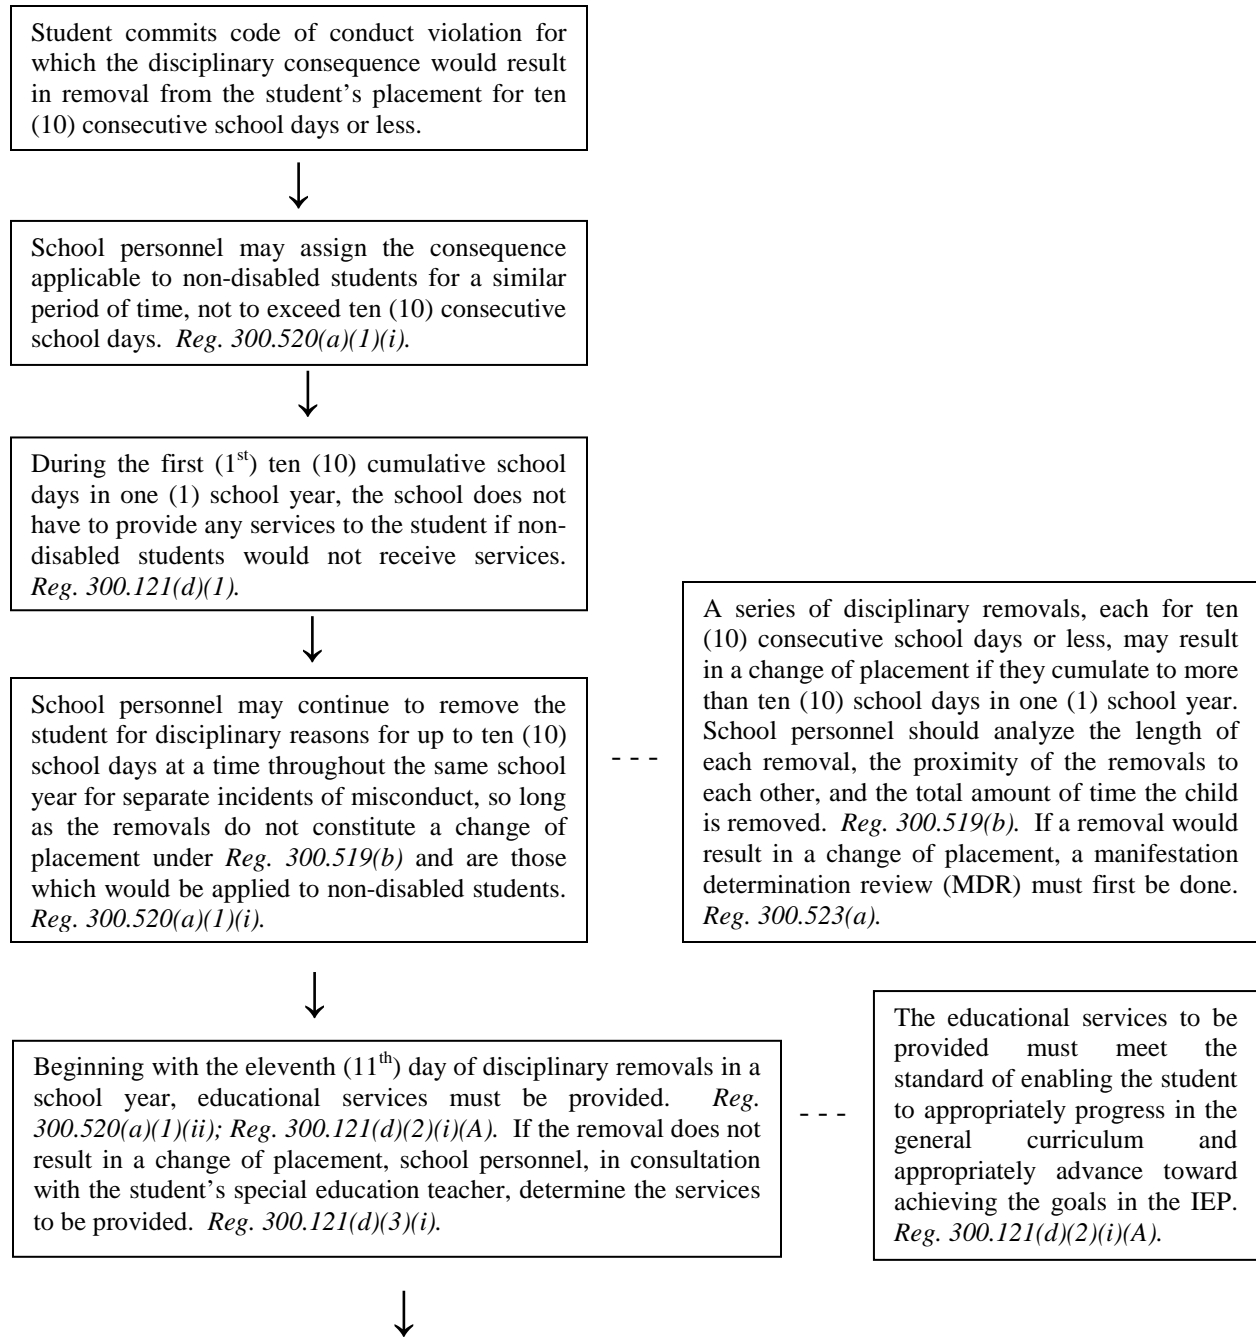 Student commits code of conduct violation for
which the disciplinary consequence would result
in removal from the student's placement for ten
(10) consecutive school days or less.
↓
School personnel may assign the consequence
applicable to non-disabled students for a similar
period of time, not to exceed ten (10) consecutive
school days. Reg. 300.520(a)(1)(i).
↓
During the first (1st) ten (10) cumulative school
days in one (1) school year, the school does not
have to provide any services to the student if non-
disabled students would not receive services.
Reg. 300.121(d)(1).
↓
School personnel may continue to remove the
student for disciplinary reasons for up to ten (10)
school days at a time throughout the same school
year for separate incidents of misconduct, so long
as the removals do not constitute a change of
placement under Reg. 300.519(b) and are those
which would be applied to non-disabled students.
Reg. 300.520(a)(1)(i).
- - -
A series of disciplinary removals, each for ten
(10) consecutive school days or less, may result
in a change of placement if they cumulate to more
than ten (10) school days in one (1) school year.
School personnel should analyze the length of
each removal, the proximity of the removals to
each other, and the total amount of time the child
is removed. Reg. 300.519(b). If a removal would
result in a change of placement, a manifestation
determination review (MDR) must first be done.
Reg. 300.523(a).
↓
Beginning with the eleventh (11th) day of disciplinary removals in a
school year, educational services must be provided. Reg.
300.520(a)(1)(ii); Reg. 300.121(d)(2)(i)(A). If the removal does not
result in a change of placement, school personnel, in consultation
with the student's special education teacher, determine the services
to be provided. Reg. 300.121(d)(3)(i).
- - -
The educational services to be
provided must meet the
standard of enabling the student
to appropriately progress in the
general curriculum and
appropriately advance toward
achieving the goals in the IEP.
Reg. 300.121(d)(2)(i)(A).
↓